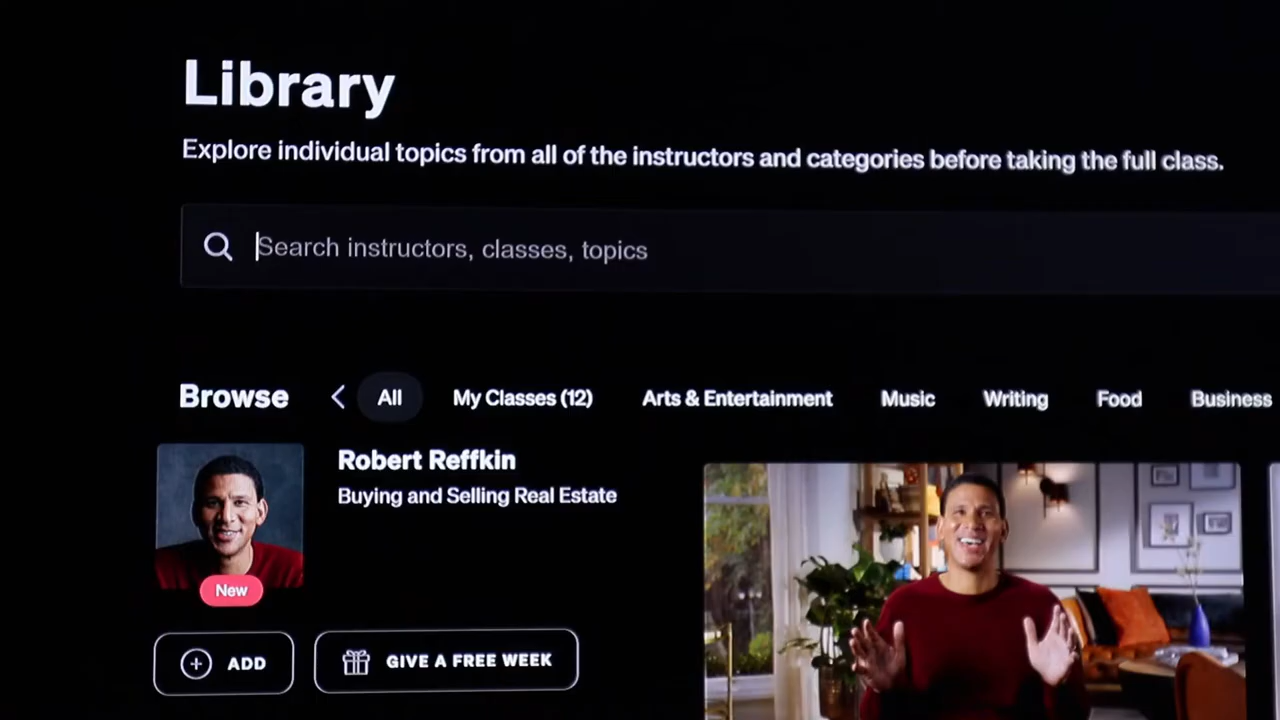 Library
Explore individual topics from all of the instructors and categories before taking the full class.
Search instructors, classes, topics
Browse All My Classes (12) Arts & Entertainment Music Writing Food Business
Robert Reffkin
Buying and Selling Real Estate
New
ADD GIVE A FREE WEEK